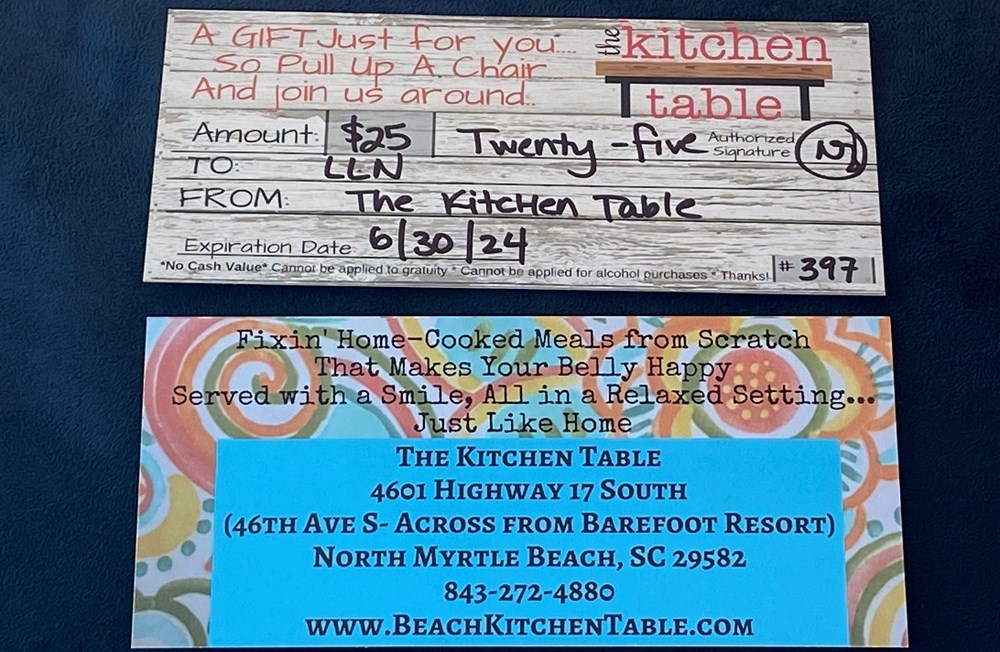 A GIFT Just for you....
So Pull Up A Chair
And join us around..
the kitchen
table
Amount: $25 Twenty-five Authorized Signature
TO: LLN
FROM: The Kitchen Table
Expiration Date: 6/30/24
*No Cash Value* Cannot be applied to gratuity * Cannot be applied for alcohol purchases * Thanks!
# 397
Fixin' Home-Cooked Meals from Scratch
That Makes Your Belly Happy
Served with a Smile, All in a Relaxed Setting...
Just Like Home
The Kitchen Table
4601 Highway 17 South
(46th Ave S- Across from Barefoot Resort)
North Myrtle Beach, SC 29582
843-272-4880
www.BeachKitchenTable.com